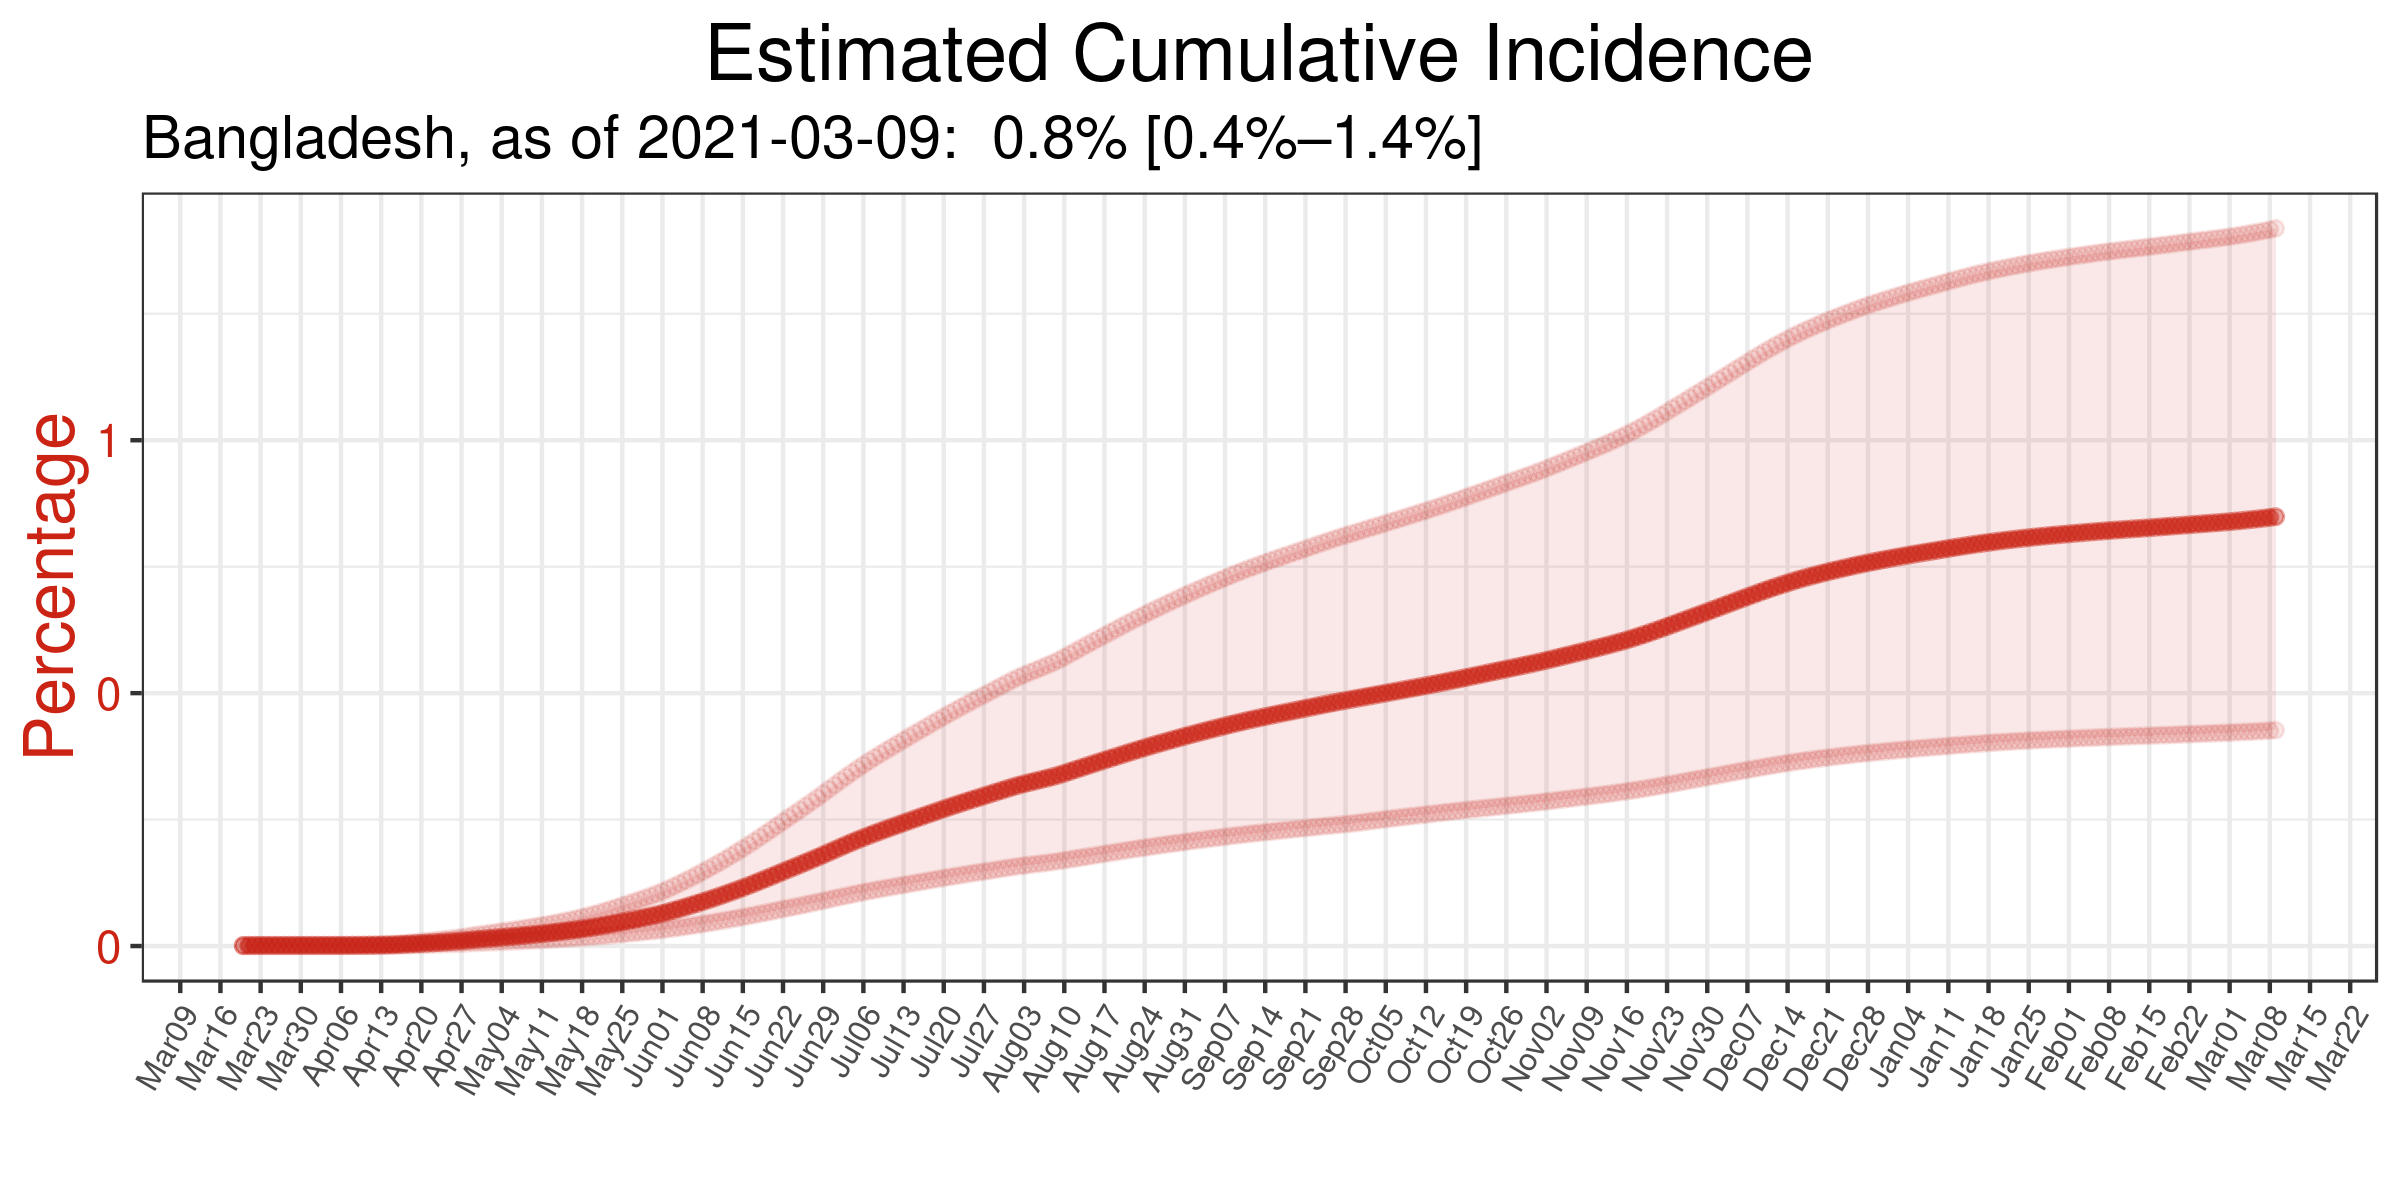 Estimated Cumulative Incidence
Bangladesh, as of 2021-03-09:  0.8% [0.4%–1.4%]
Percentage
1
0
0
Mar09 Mar16 Mar23 Mar30 Apr06 Apr13 Apr20 Apr27 May04 May11 May18 May25 Jun01 Jun08 Jun15 Jun22 Jun29 Jul06 Jul13 Jul20 Jul27 Aug03 Aug10 Aug17 Aug24 Aug31 Sep07 Sep14 Sep21 Sep28 Oct05 Oct12 Oct19 Oct26 Nov02 Nov09 Nov16 Nov23 Nov30 Dec07 Dec14 Dec21 Dec28 Jan04 Jan11 Jan18 Jan25 Feb01 Feb08 Feb15 Feb22 Mar01 Mar08 Mar15 Mar22